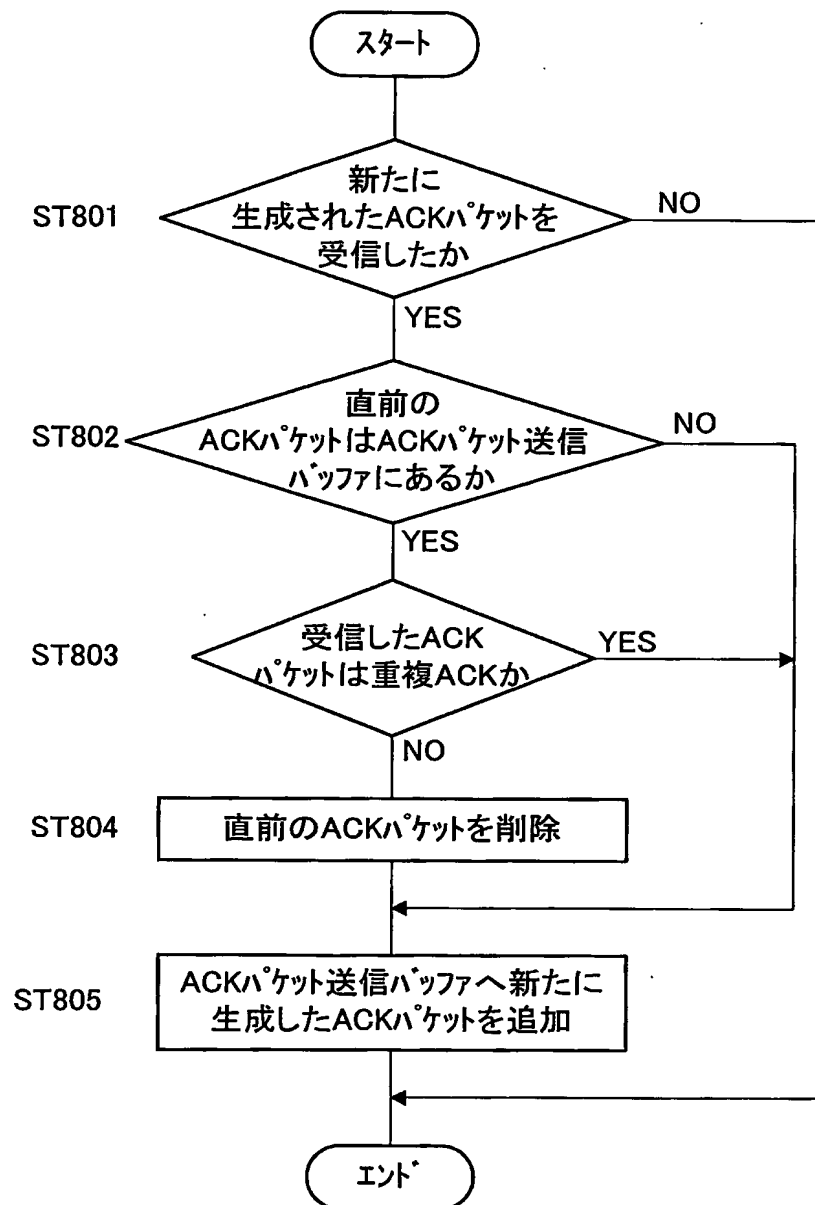 スタート
ST801
新たに
生成されたACKﾊﾟｹｯﾄを
受信したか
NO
YES
ST802
直前の
ACKﾊﾟｹｯﾄはACKﾊﾟｹｯﾄ送信
ﾊﾞｯﾌｧにあるか
NO
YES
ST803
受信したACK
ﾊﾟｹｯﾄは重複ACKか
YES
NO
ST804
直前のACKﾊﾟｹｯﾄを削除
ST805
ACKﾊﾟｹｯﾄ送信ﾊﾞｯﾌｧへ新たに
生成したACKﾊﾟｹｯﾄを追加
ｴﾝﾄﾞ